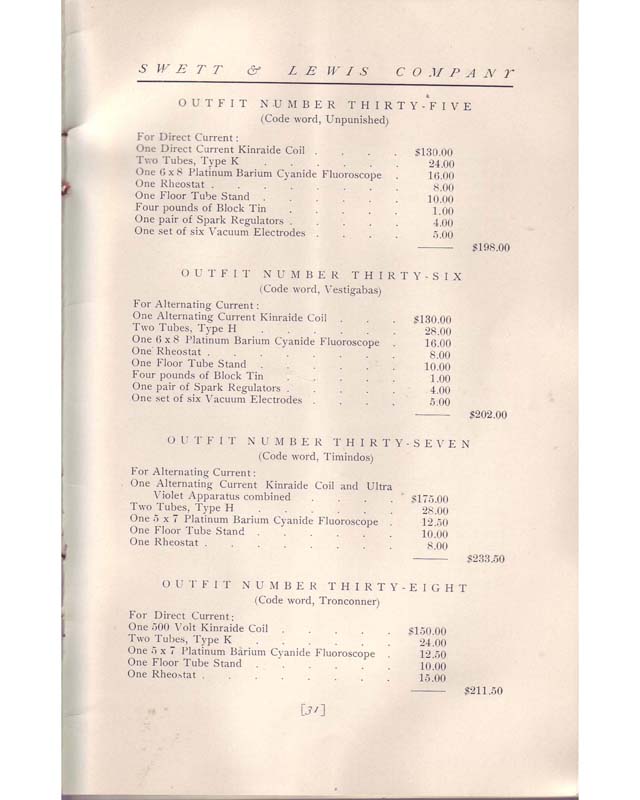 SWETT & LEWIS COMPANY
OUTFIT NUMBER THIRTY-FIVE
(Code word, Unpunished)
For Direct Current:
One Direct Current Kinraide Coil . . . . $130.00
Two Tubes, Type K . . . . . . 24.00
One 6 x 8 Platinum Barium Cyanide Fluoroscope . 16.00
One Rheostat . . . . . . . 8.00
One Floor Tube Stand . . . . . . 10.00
Four pounds of Block Tin . . . . . 1.00
One pair of Spark Regulators . . . . . 4.00
One set of six Vacuum Electrodes . . . . 5.00
$198.00
OUTFIT NUMBER THIRTY-SIX
(Code word, Vestigabas)
For Alternating Current:
One Alternating Current Kinraide Coil . . . $130.00
Two Tubes, Type H . . . . . . 28.00
One 6 x 8 Platinum Barium Cyanide Fluoroscope . 16.00
One Rheostat . . . . . . . 8.00
One Floor Tube Stand . . . . . . 10.00
Four pounds of Block Tin . . . . . 1.00
One pair of Spark Regulators . . . . . 4.00
One set of six Vacuum Electrodes . . . . 5.00
$202.00
OUTFIT NUMBER THIRTY-SEVEN
(Code word, Timindos)
For Alternating Current:
One Alternating Current Kinraide Coil and Ultra
Violet Apparatus combined . . . . $175.00
Two Tubes, Type H . . . . . . 28.00
One 5 x 7 Platinum Barium Cyanide Fluoroscope . 12.50
One Floor Tube Stand . . . . . . 10.00
One Rheostat . . . . . . . 8.00
$233.50
OUTFIT NUMBER THIRTY-EIGHT
(Code word, Tronconner)
For Direct Current:
One 500 Volt Kinraide Coil . . . . . $150.00
Two Tubes, Type K . . . . . . 24.00
One 5 x 7 Platinum Barium Cyanide Fluoroscope . 12.50
One Floor Tube Stand . . . . . . 10.00
One Rheostat . . . . . . . 15.00
$211.50
[31]